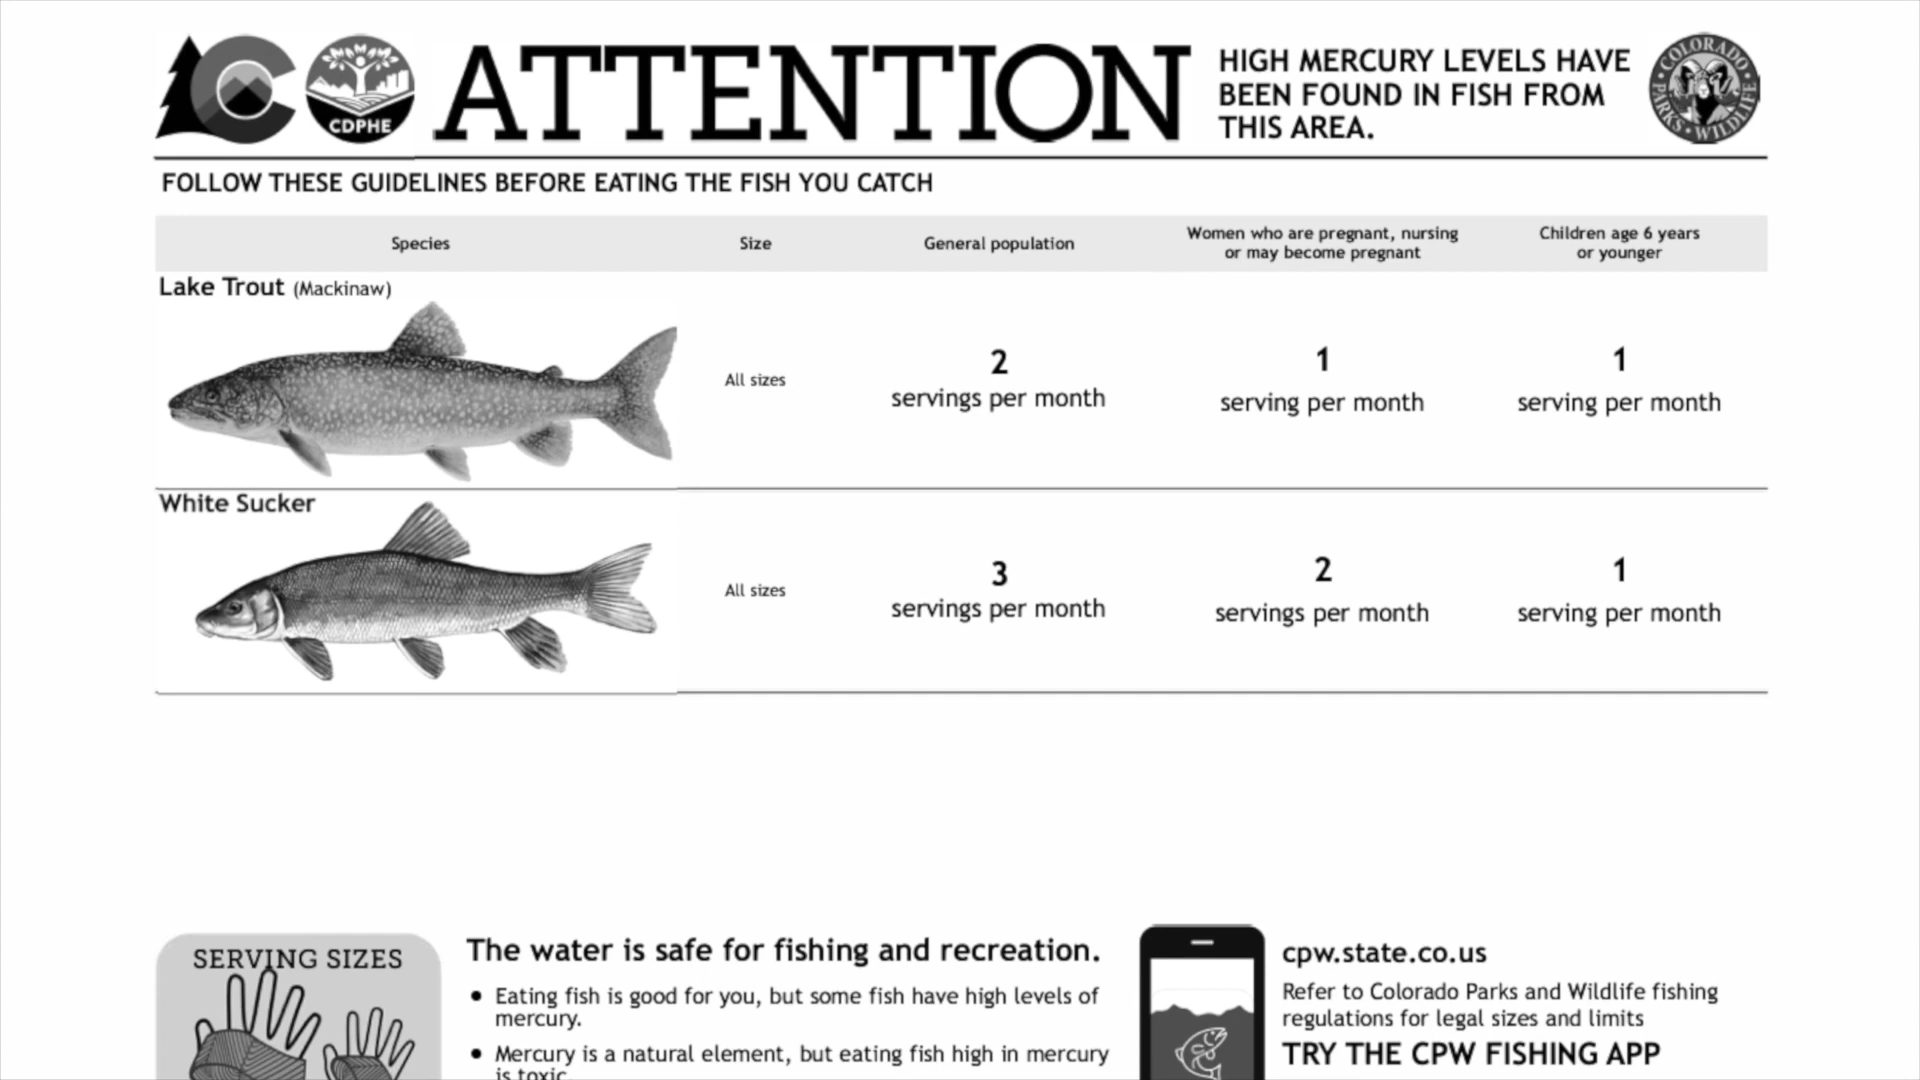 CDPHE
ATTENTION
HIGH MERCURY LEVELS HAVE
BEEN FOUND IN FISH FROM
THIS AREA.
COLORADO
PARKS • WILDLIFE
FOLLOW THESE GUIDELINES BEFORE EATING THE FISH YOU CATCH
Species
Size
General population
Women who are pregnant, nursing
or may become pregnant
Children age 6 years
or younger
Lake Trout (Mackinaw)
All sizes
2
servings per month
1
serving per month
1
serving per month
White Sucker
All sizes
3
servings per month
2
servings per month
1
serving per month
SERVING SIZES
The water is safe for fishing and recreation.
• Eating fish is good for you, but some fish have high levels of
mercury.
• Mercury is a natural element, but eating fish high in mercury
is toxic.
cpw.state.co.us
Refer to Colorado Parks and Wildlife fishing
regulations for legal sizes and limits
TRY THE CPW FISHING APP